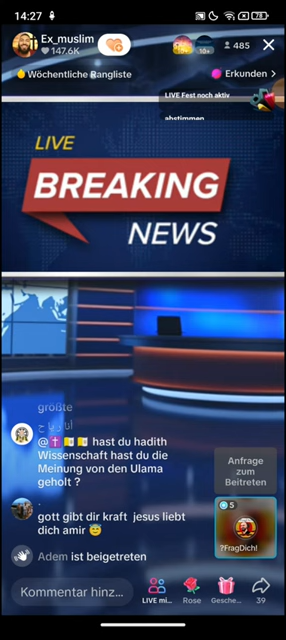 14:27
78
Ex_muslim
147.6K
10+
485
Wöchentliche Rangliste
Erkunden >
LIVE Fest noch aktiv
abstimmen
LIVE
BREAKING
NEWS
größte
@✝️🇻🇦🇻🇦 hast du hadith
Wissenschaft hast du die
Meinung von den Ulama
geholt ?
gott gibt dir kraft jesus liebt
dich amir 😇
Adem ist beigetreten
Anfrage
zum
Beitreten
5
?FragDich!
Kommentar hinz...
LIVE mi...
Rose
Gesche...
39